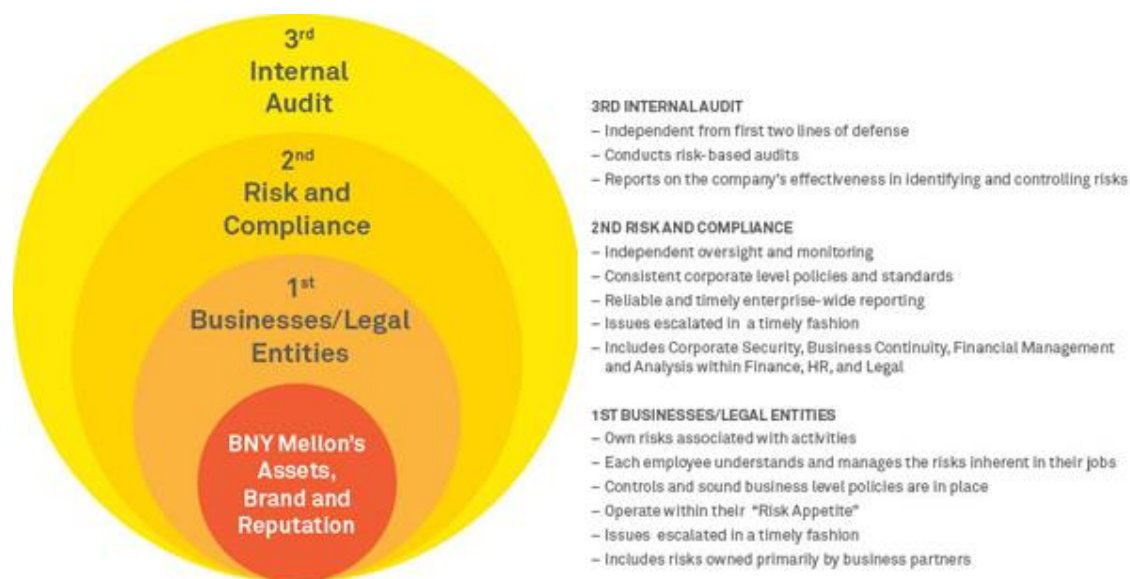 3rd
Internal
Audit
2nd
Risk and
Compliance
1st
Businesses/Legal
Entities
BNY Mellon's
Assets,
Brand and
Reputation
3RD INTERNAL AUDIT
– Independent from first two lines of defense
– Conducts risk-based audits
– Reports on the company's effectiveness in identifying and controlling risks
2ND RISK AND COMPLIANCE
– Independent oversight and monitoring
– Consistent corporate level policies and standards
– Reliable and timely enterprise-wide reporting
– Issues escalated in a timely fashion
– Includes Corporate Security, Business Continuity, Financial Management
and Analysis within Finance, HR, and Legal
1ST BUSINESSES/LEGAL ENTITIES
– Own risks associated with activities
– Each employee understands and manages the risks inherent in their jobs
– Controls and sound business level policies are in place
– Operate within their "Risk Appetite"
– Issues escalated in a timely fashion
– Includes risks owned primarily by business partners